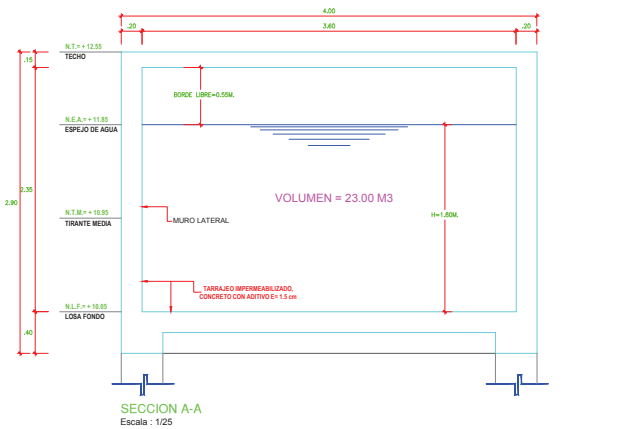 4.00
.20
3.60
.20
N.T.= + 12.55
TECHO
.15
BORDE LIBRE=0.55M.
N.E.A.= + 11.85
ESPEJO DE AGUA
2.35
2.90
VOLUMEN = 23.00 M3
N.T.M.= + 10.95
TIRANTE MEDIA
MURO LATERAL
H=1.80M.
TARRAJEO IMPERMEABILIZADO,
CONCRETO CON ADITIVO E= 1.5 cm
N.L.F.= + 10.05
LOSA FONDO
.40
SECCION A-A
Escala : 1/25